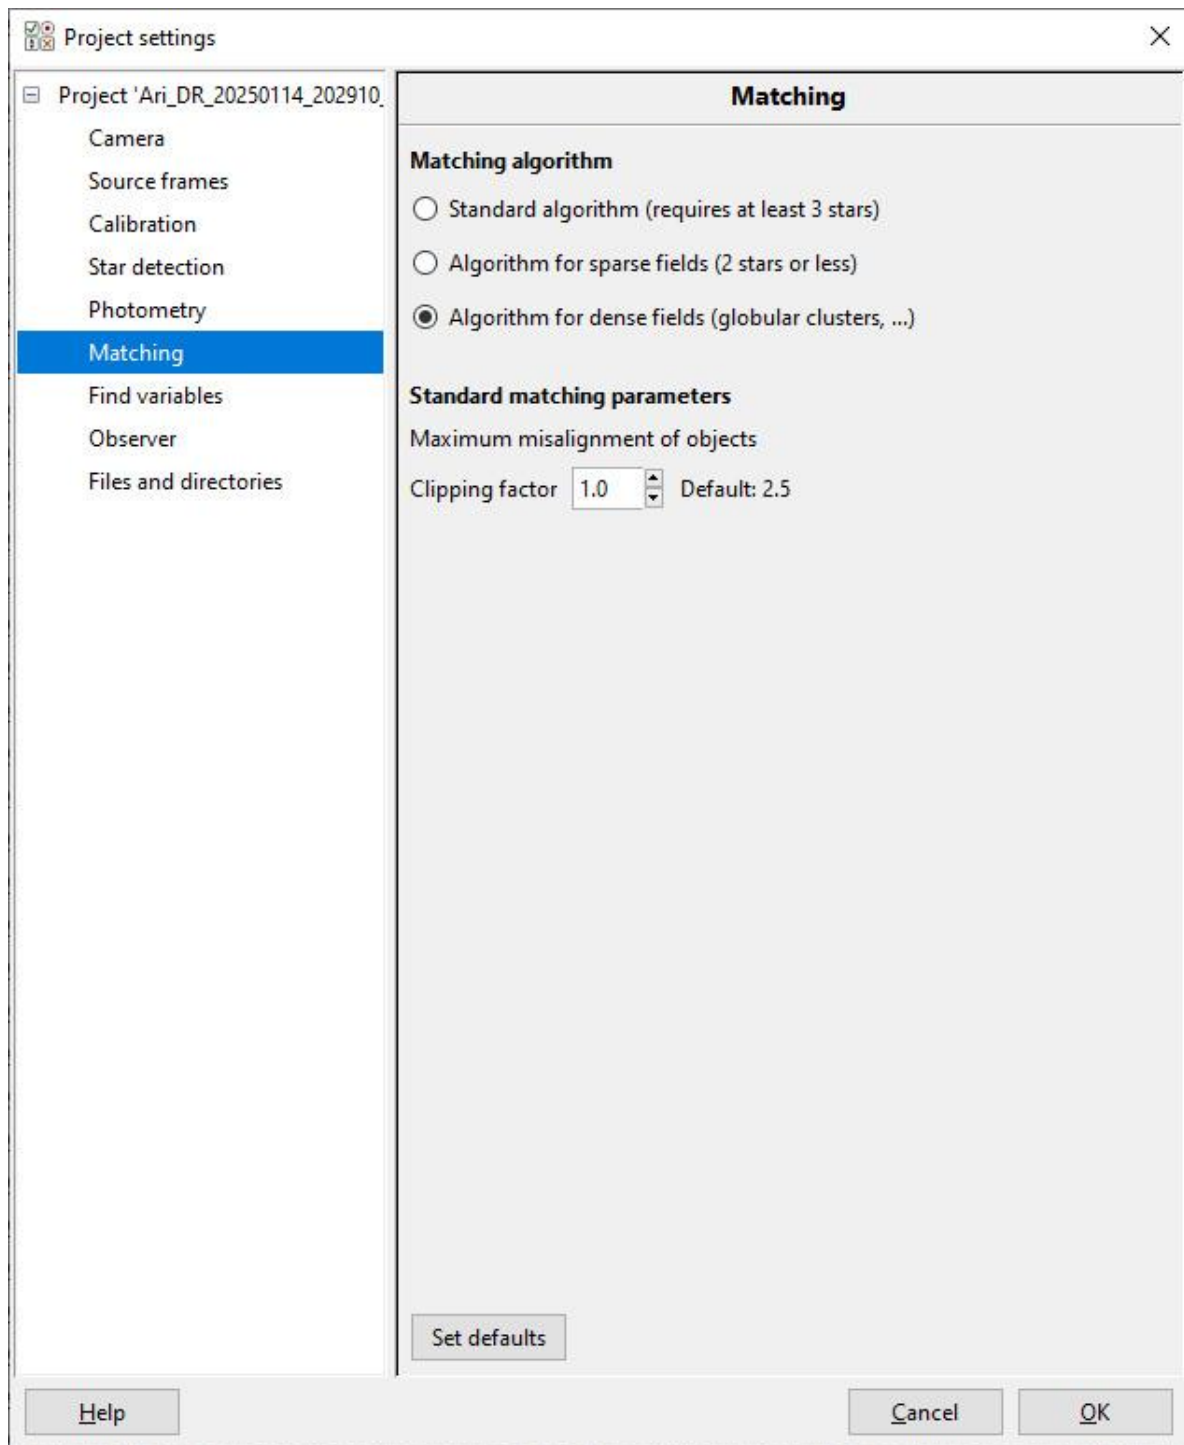 Project settings
Project 'Ari_DR_20250114_202910_
Camera
Source frames
Calibration
Star detection
Photometry
Matching
Find variables
Observer
Files and directories
Matching
Matching algorithm
Standard algorithm (requires at least 3 stars)
Algorithm for sparse fields (2 stars or less)
Algorithm for dense fields (globular clusters, ...)
Standard matching parameters
Maximum misalignment of objects
Clipping factor 1.0 Default: 2.5
Set defaults
Help Cancel OK